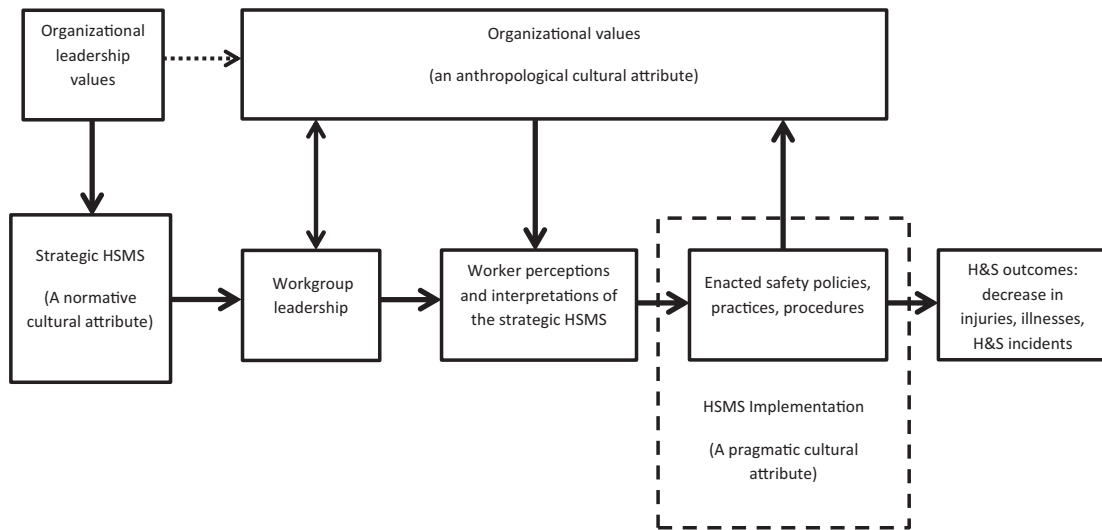 Organizational
leadership
values
Organizational values
(an anthropological cultural attribute)
Strategic HSMS
(A normative
cultural attribute)
Workgroup
leadership
Worker perceptions
and interpretations of
the strategic HSMS
Enacted safety policies,
practices, procedures
HSMS Implementation
(A pragmatic cultural
attribute)
H&S outcomes:
decrease in
injuries, illnesses,
H&S incidents